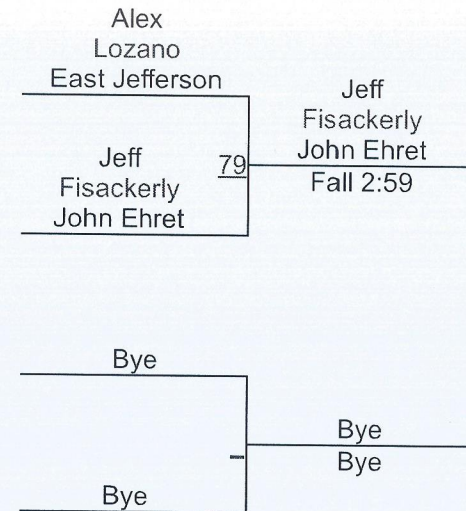 Alex
Lozano
East Jefferson
Jeff
Fisackerly
John Ehret
79
Jeff
Fisackerly
John Ehret
Fall 2:59
Bye
Bye
Bye
Bye